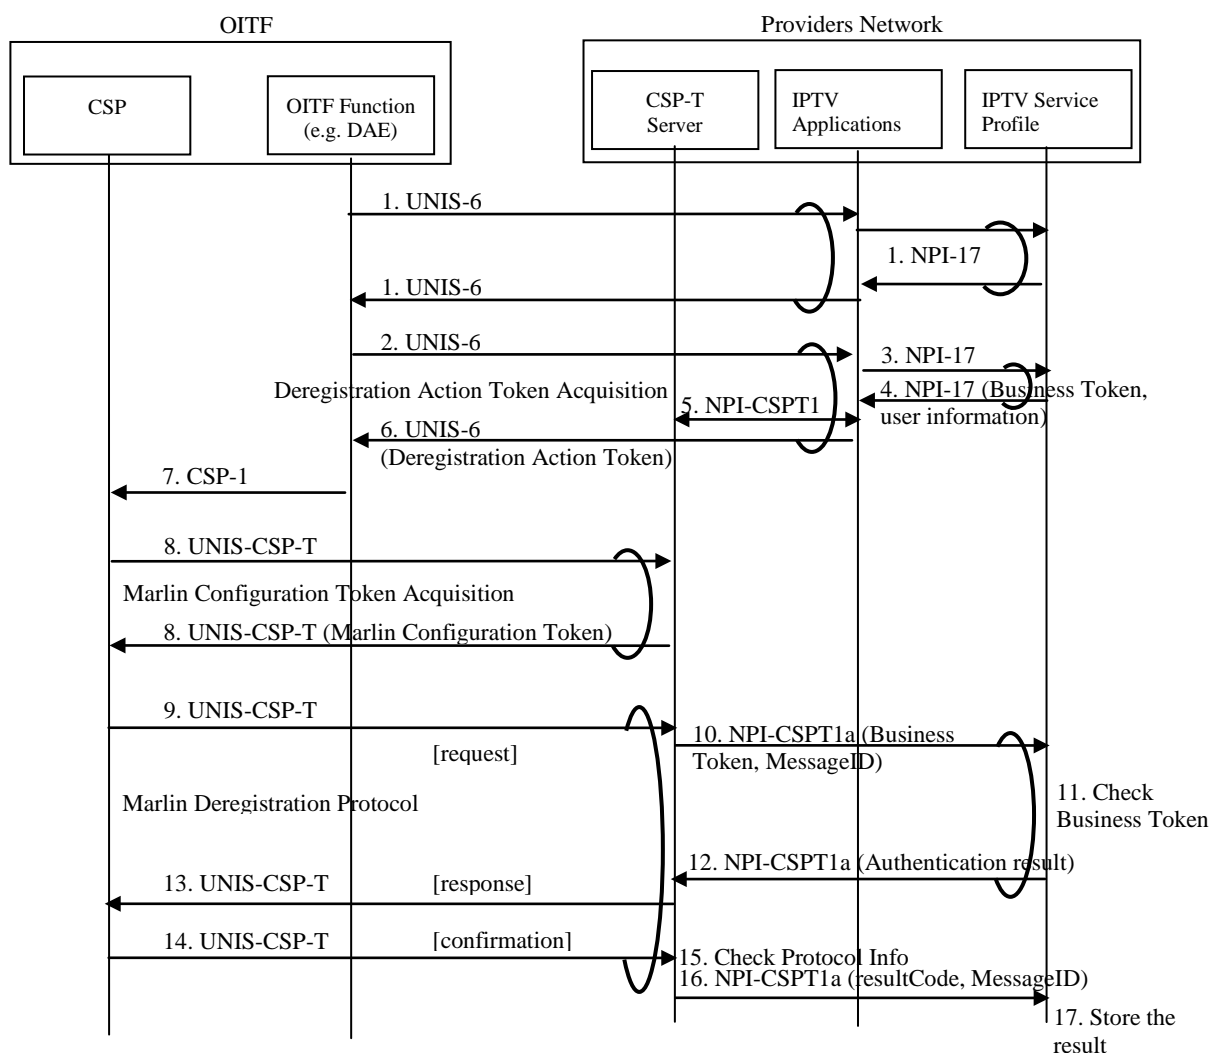 OITF
Providers Network
CSP
OITF Function
(e.g. DAE)
CSP-T
Server
IPTV
Applications
IPTV Service
Profile
1. UNIS-6
1. NPI-17
1. UNIS-6
2. UNIS-6
3. NPI-17
Deregistration Action Token Acquisition
4. NPI-17 (Business Token,
user information)
5. NPI-CSPT1
6. UNIS-6
(Deregistration Action Token)
7. CSP-1
8. UNIS-CSP-T
Marlin Configuration Token Acquisition
8. UNIS-CSP-T (Marlin Configuration Token)
9. UNIS-CSP-T
[request]
10. NPI-CSPT1a (Business
Token, MessageID)
Marlin Deregistration Protocol
11. Check
Business Token
12. NPI-CSPT1a (Authentication result)
13. UNIS-CSP-T
[response]
14. UNIS-CSP-T
[confirmation]
15. Check Protocol Info
16. NPI-CSPT1a (resultCode, MessageID)
17. Store the
result